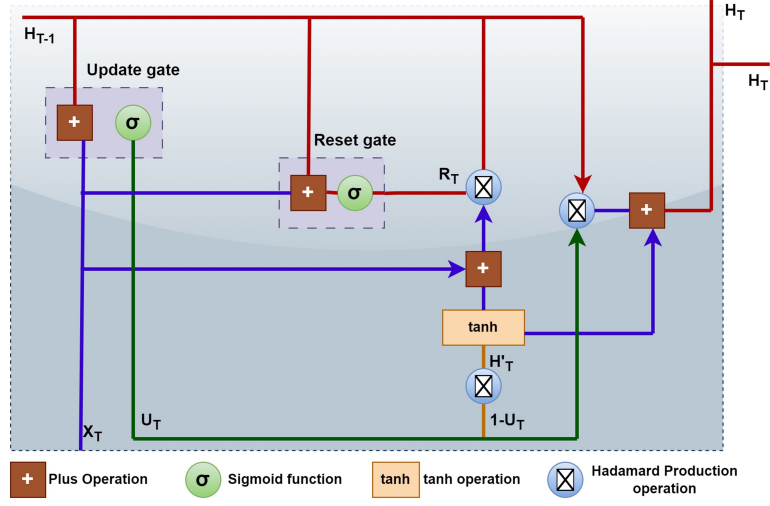 H_T
H_T-1
H_T
Update gate
+
σ
Reset gate
R_T
+
σ
+
+
tanh
H'_T
U_T
1-U_T
X_T
+ Plus Operation
σ Sigmoid function
tanh tanh operation
Hadamard Production
operation